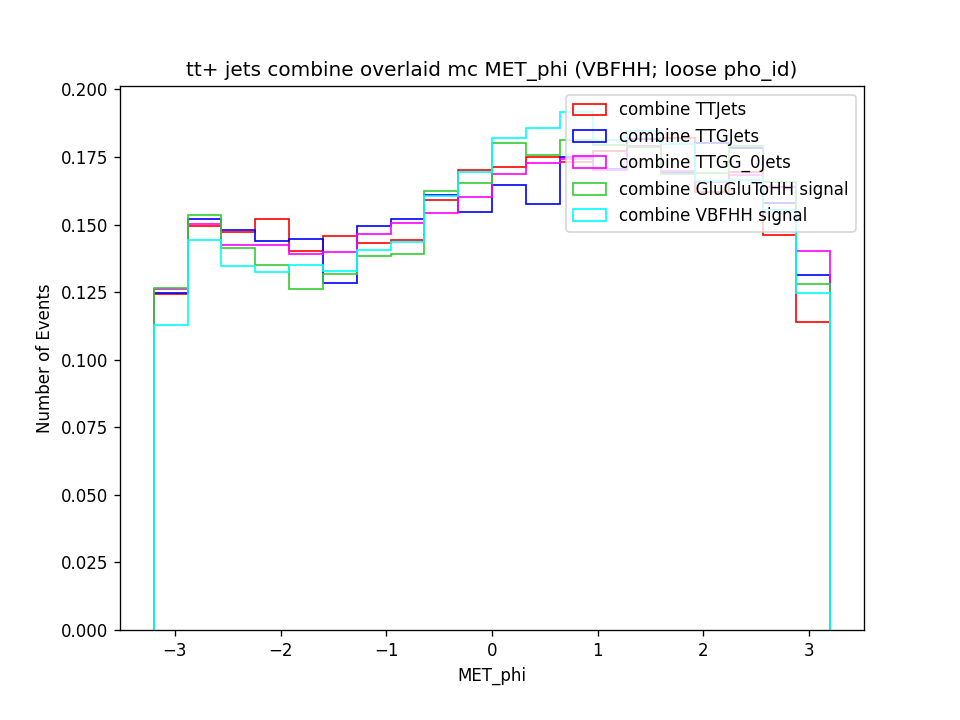 tt+ jets combine overlaid mc MET_phi (VBFHH; loose pho_id)
combine TTJets
combine TTGJets
combine TTGG_0Jets
combine GluGluToHH signal
combine VBFHH signal
Number of Events
0.200
0.175
0.150
0.125
0.100
0.075
0.050
0.025
0.000
−3
−2
−1
0
1
2
3
MET_phi